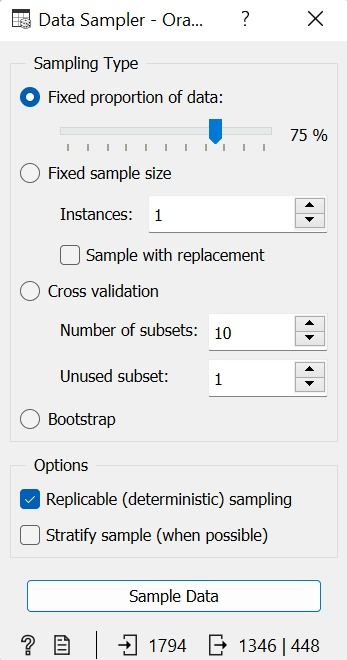 Data Sampler - Ora... ?
Sampling Type
Fixed proportion of data:
75 %
Fixed sample size
Instances: 1
Sample with replacement
Cross validation
Number of subsets: 10
Unused subset: 1
Bootstrap
Options
Replicable (deterministic) sampling
Stratify sample (when possible)
Sample Data
? 1794 1346 | 448